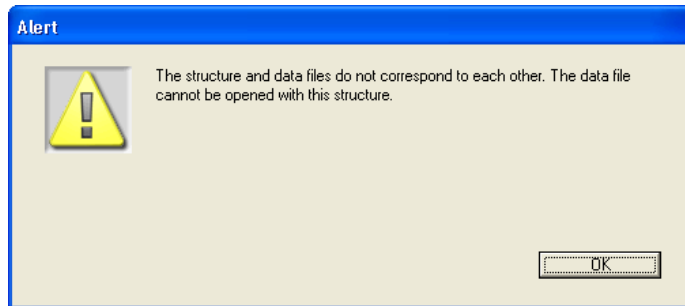 Alert
The structure and data files do not correspond to each other. The data file
cannot be opened with this structure.
OK